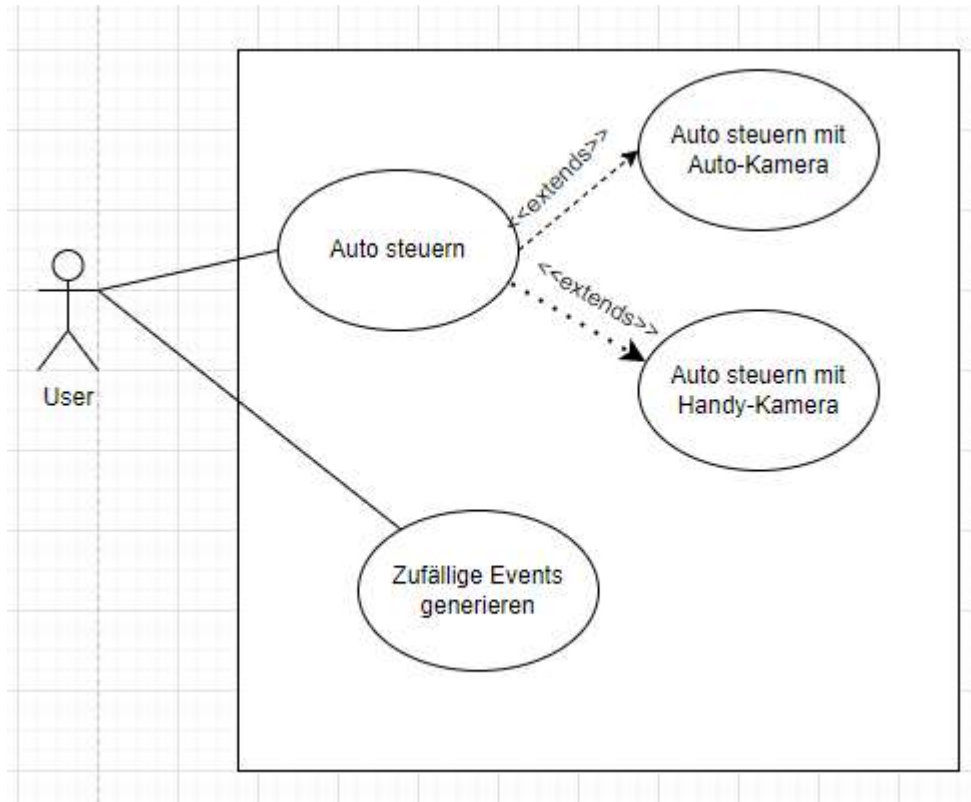 Auto steuern mit
Auto-Kamera
<<extends>>
Auto steuern
<<extends>>
Auto steuern mit
Handy-Kamera
User
Zufällige Events
generieren